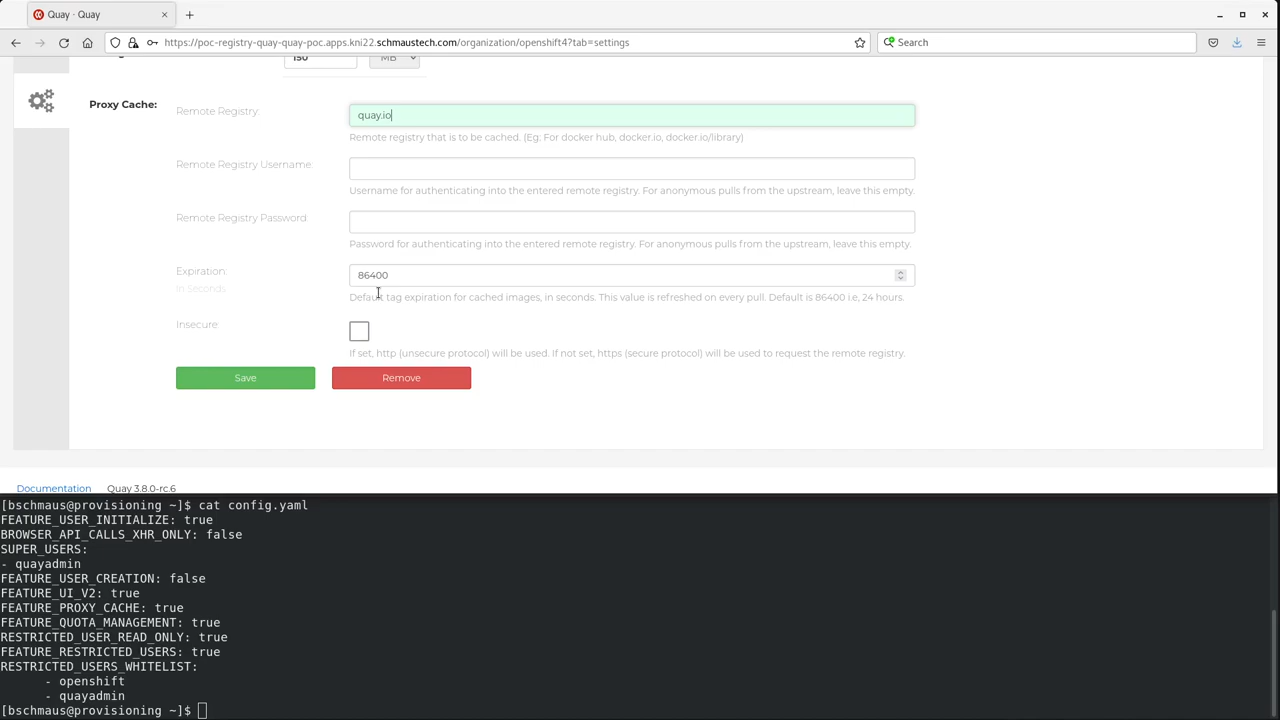 Quay · Quay
https://poc-registry-quay-quay-poc.apps.kni22.schmaustech.com/organization/openshift4?tab=settings
Search
150 MB
Proxy Cache:
Remote Registry: quay.io
Remote registry that is to be cached. (Eg: For docker hub, docker.io, docker.io/library)
Remote Registry Username:
Username for authenticating into the entered remote registry. For anonymous pulls from the upstream, leave this empty.
Remote Registry Password:
Password for authenticating into the entered remote registry. For anonymous pulls from the upstream, leave this empty.
Expiration: 86400
In Seconds
Default tag expiration for cached images, in seconds. This value is refreshed on every pull. Default is 86400 i.e, 24 hours.
Insecure:
If set, http (unsecure protocol) will be used. If not set, https (secure protocol) will be used to request the remote registry.
Save Remove
Documentation Quay 3.8.0-rc.6
[bschmaus@provisioning ~]$ cat config.yaml
FEATURE_USER_INITIALIZE: true
BROWSER_API_CALLS_XHR_ONLY: false
SUPER_USERS:
- quayadmin
FEATURE_USER_CREATION: false
FEATURE_UI_V2: true
FEATURE_PROXY_CACHE: true
FEATURE_QUOTA_MANAGEMENT: true
RESTRICTED_USER_READ_ONLY: true
FEATURE_RESTRICTED_USERS: true
RESTRICTED_USERS_WHITELIST:
- openshift
- quayadmin
[bschmaus@provisioning ~]$